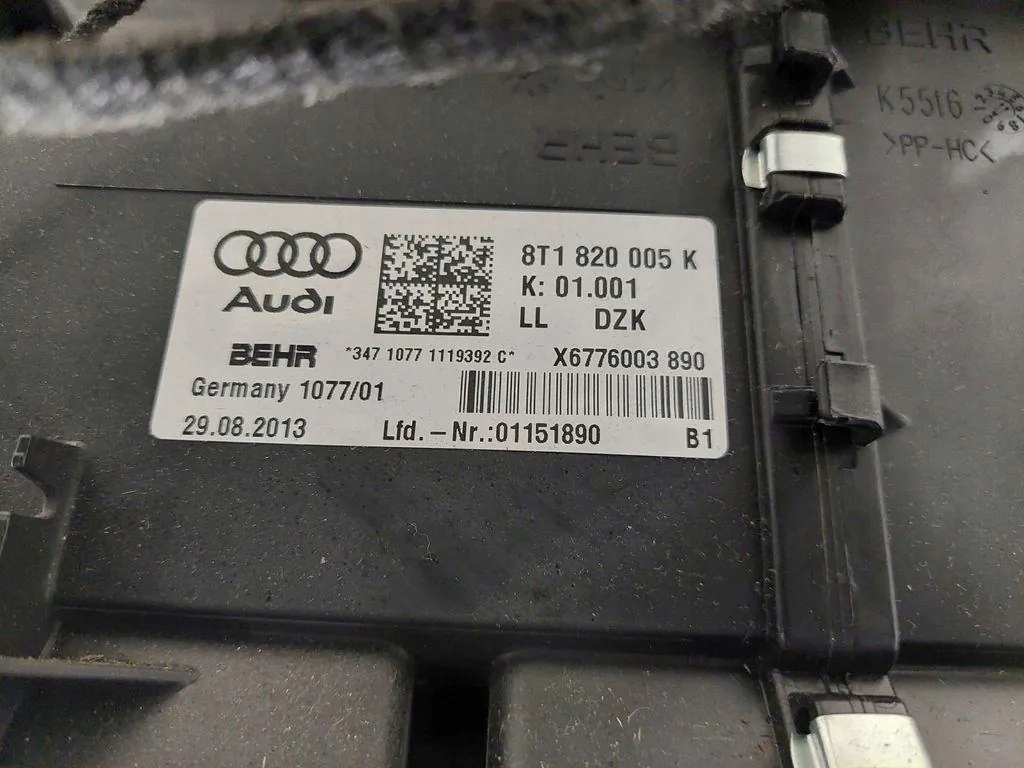 BEHR
K5516
>PP-HC<
BEHR
Audi
8T1 820 005 K
K: 01.001
LL DZK
BEHR *347 1077 1119392 C* X6776003 890
Germany 1077/01
29.08.2013 Lfd. -Nr.:01151890 B1